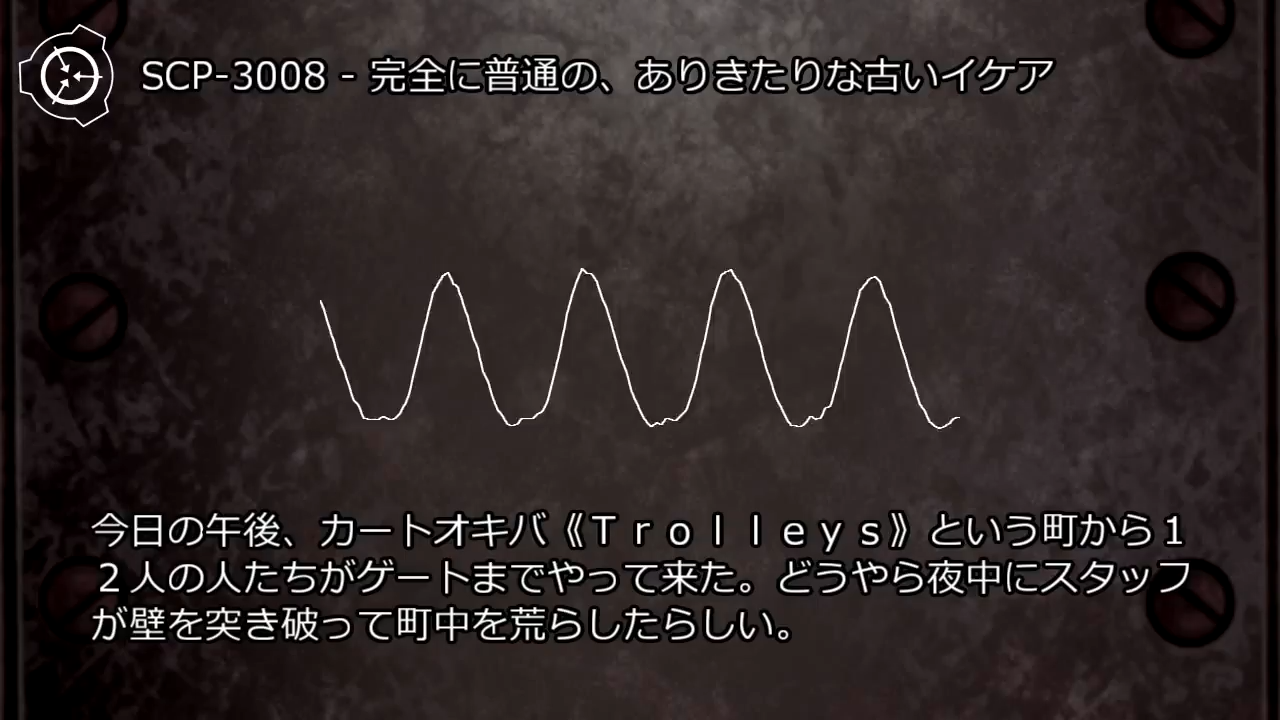 SCP-3008 - 完全に普通の、ありきたりな古いイケア
今日の午後、カートオキバ《Ｔｒｏｌｌｅｙｓ》という町から１
２人の人たちがゲートまでやって来た。どうやら夜中にスタッフ
が壁を突き破って町中を荒らしたらしい。